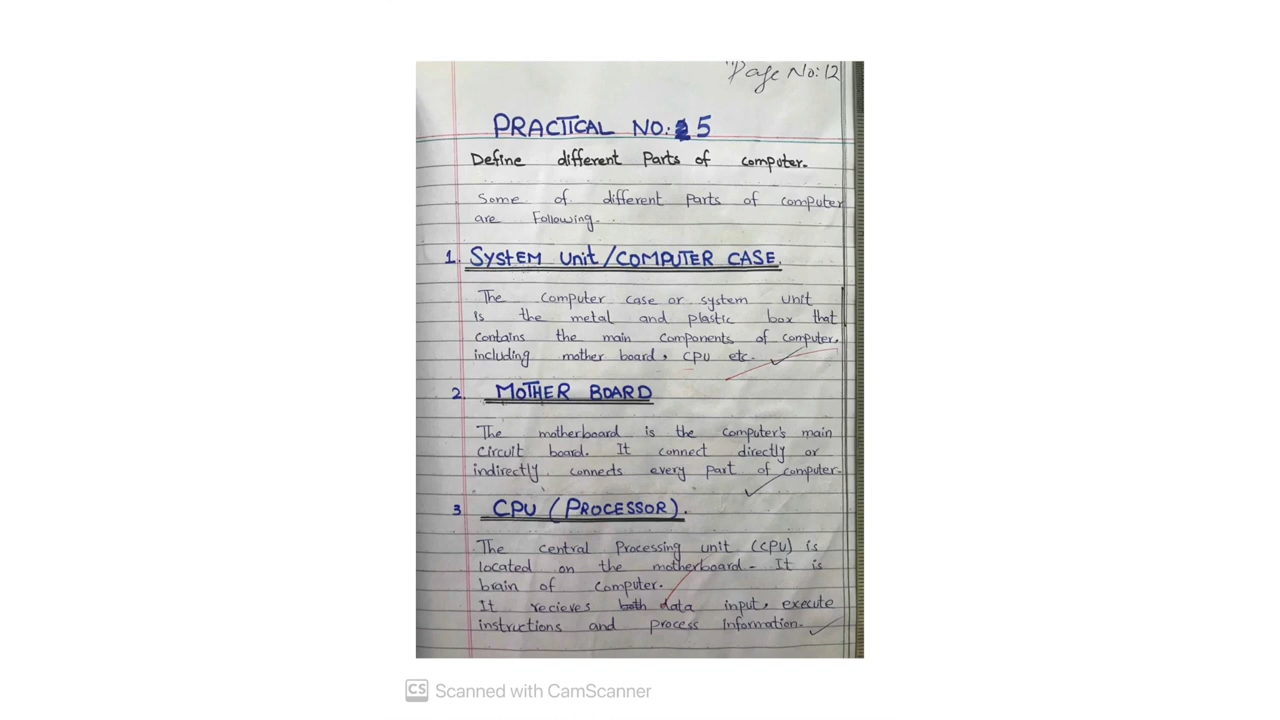 Page No: 12
PRACTICAL NO: 5
Define different Parts of computer.
Some of different parts of computer
are Following.
1. SYStEM Unit / COMPUTER CASE.
The computer case or system unit
is the metal and plastic box that
contains the main components of computer,
including mother board, CPU etc.
2. MOTHER BOARD
The motherboard is the computer's main
circuit board. It connect directly or
indirectly connects every part of computer.
3 CPU (PROCESSOR).
The central Processing unit (CPU) is
located on the motherboard. It is
brain of computer.
It recieves both data input, execute
instructions and process information.
CS Scanned with CamScanner